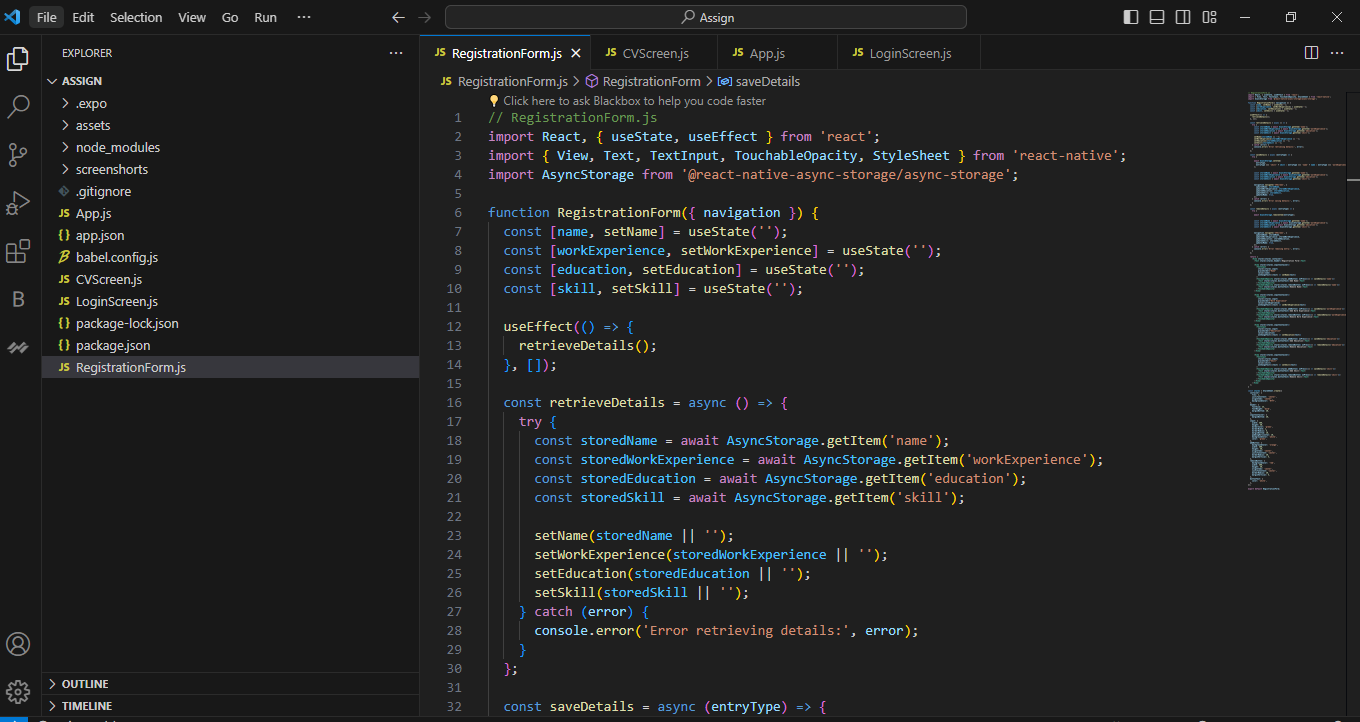 File Edit Selection View Go Run ···
Assign
EXPLORER ···
ASSIGN
.expo
assets
node_modules
screenshorts
.gitignore
JS App.js
{} app.json
babel.config.js
JS CVScreen.js
JS LoginScreen.js
{} package-lock.json
{} package.json
JS RegistrationForm.js
OUTLINE
TIMELINE
JS RegistrationForm.js JS CVScreen.js JS App.js JS LoginScreen.js ···
JS RegistrationForm.js > RegistrationForm > saveDetails
Click here to ask Blackbox to help you code faster
1 // RegistrationForm.js
2 import React, { useState, useEffect } from 'react';
3 import { View, Text, TextInput, TouchableOpacity, StyleSheet } from 'react-native';
4 import AsyncStorage from '@react-native-async-storage/async-storage';
5
6 function RegistrationForm({ navigation }) {
7 const [name, setName] = useState('');
8 const [workExperience, setWorkExperience] = useState('');
9 const [education, setEducation] = useState('');
10 const [skill, setSkill] = useState('');
11
12 useEffect(() => {
13 retrieveDetails();
14 }, []);
15
16 const retrieveDetails = async () => {
17 try {
18 const storedName = await AsyncStorage.getItem('name');
19 const storedWorkExperience = await AsyncStorage.getItem('workExperience');
20 const storedEducation = await AsyncStorage.getItem('education');
21 const storedSkill = await AsyncStorage.getItem('skill');
22
23 setName(storedName || '');
24 setWorkExperience(storedWorkExperience || '');
25 setEducation(storedEducation || '');
26 setSkill(storedSkill || '');
27 } catch (error) {
28 console.error('Error retrieving details:', error);
29 }
30 };
31
32 const saveDetails = async (entryType) => {